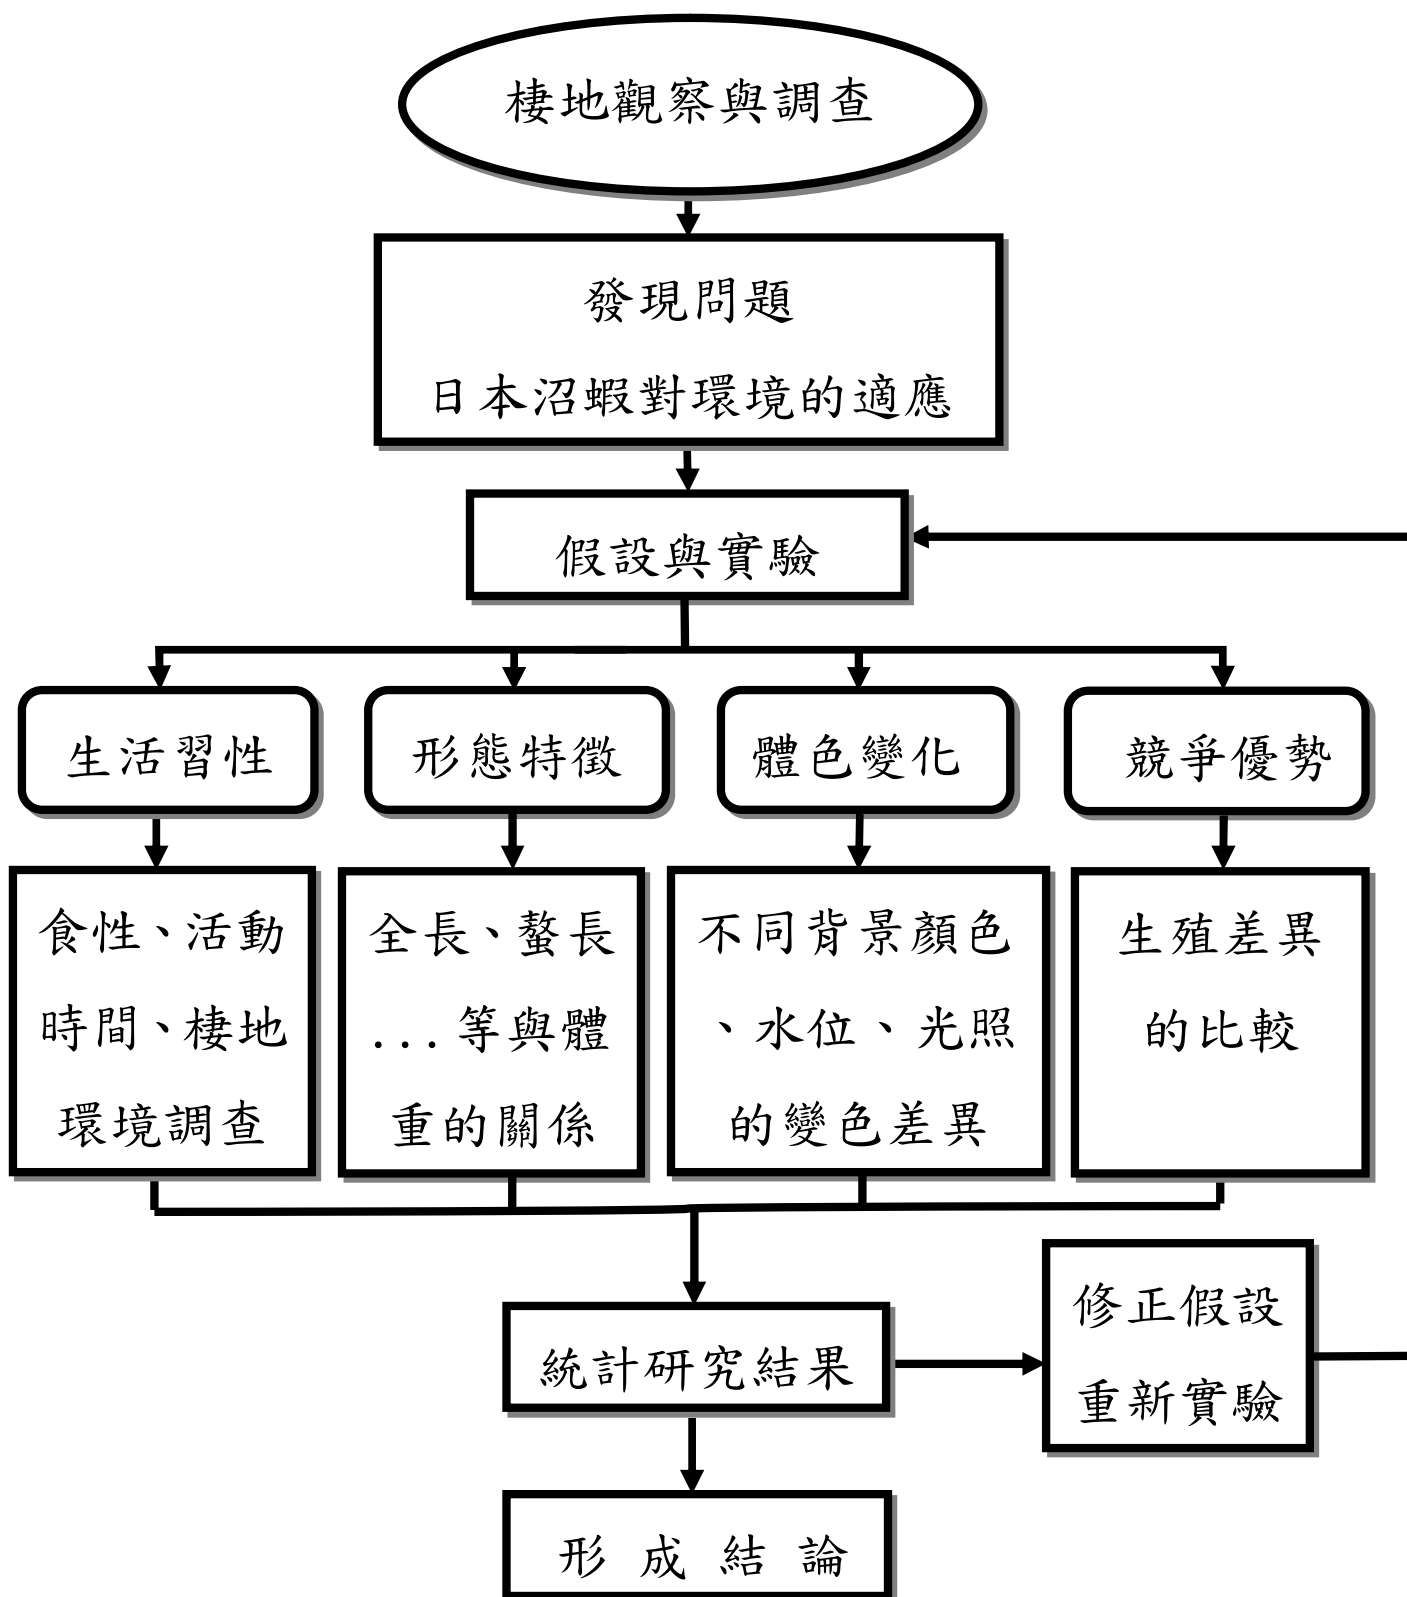 棲地觀察與調查
發現問題
日本沼蝦對環境的適應
假設與實驗
生活習性
形態特徵
體色變化
競爭優勢
食性、活動
時間、棲地
環境調查
全長、螯長
...等與體
重的關係
不同背景顏色
、水位、光照
的變色差異
生殖差異
的比較
修正假設
重新實驗
統計研究結果
形 成 結 論